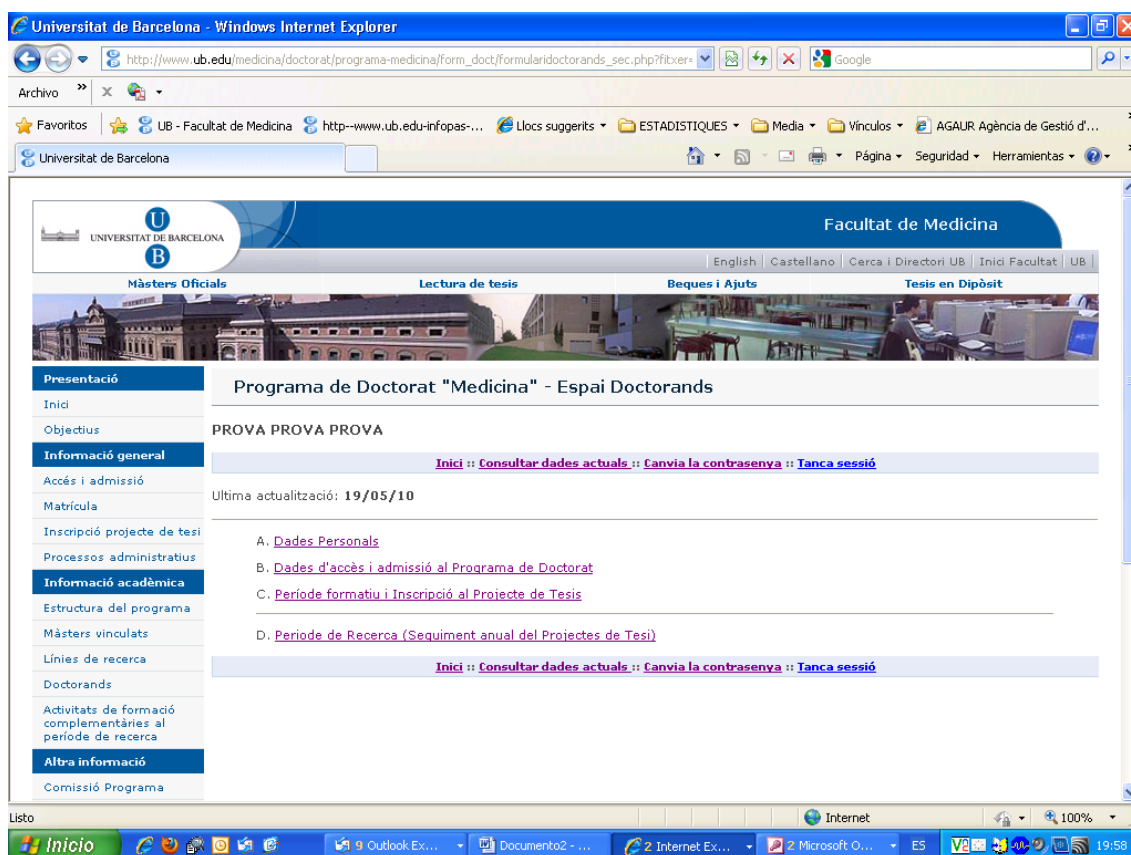 Universitat de Barcelona - Windows Internet Explorer
http://www.ub.edu/medicina/doctorat/programa-medicina/form_doct/formularidoctorands_sec.php?fitxer=
Google
Archivo »
Favoritos UB - Facultat de Medicina http--www.ub.edu-infopas-... Llocs suggerits ESTADISTIQUES Media Vínculos AGAUR Agència de Gestió d'...
Universitat de Barcelona
Página Seguridad Herramientas
UNIVERSITAT DE BARCELONA
U
B
Facultat de Medicina
English | Castellano | Cerca i Directori UB | Inici Facultat | UB |
Màsters Oficials Lectura de tesis Beques i Ajuts Tesis en Dipòsit
Presentació
Inici
Objectius
Informació general
Accés i admissió
Matrícula
Inscripció projecte de tesi
Processos administratius
Informació acadèmica
Estructura del programa
Màsters vinculats
Línies de recerca
Doctorands
Activitats de formació
complementàries al
període de recerca
Altra informació
Comissió Programa
Programa de Doctorat "Medicina" - Espai Doctorands
PROVA PROVA PROVA
Inici :: Consultar dades actuals :: Canvia la contrasenya :: Tanca sessió
Ultima actualització: 19/05/10
A. Dades Personals
B. Dades d'accès i admissió al Programa de Doctorat
C. Període formatiu i Inscripció al Projecte de Tesis
D. Periode de Recerca (Seguiment anual del Projectes de Tesi)
Inici :: Consultar dades actuals :: Canvia la contrasenya :: Tanca sessió
Listo Internet 100%
Inicio 9 Outlook Ex... Documento2 - ... 2 Internet Ex... 2 Microsoft O... ES 19:58